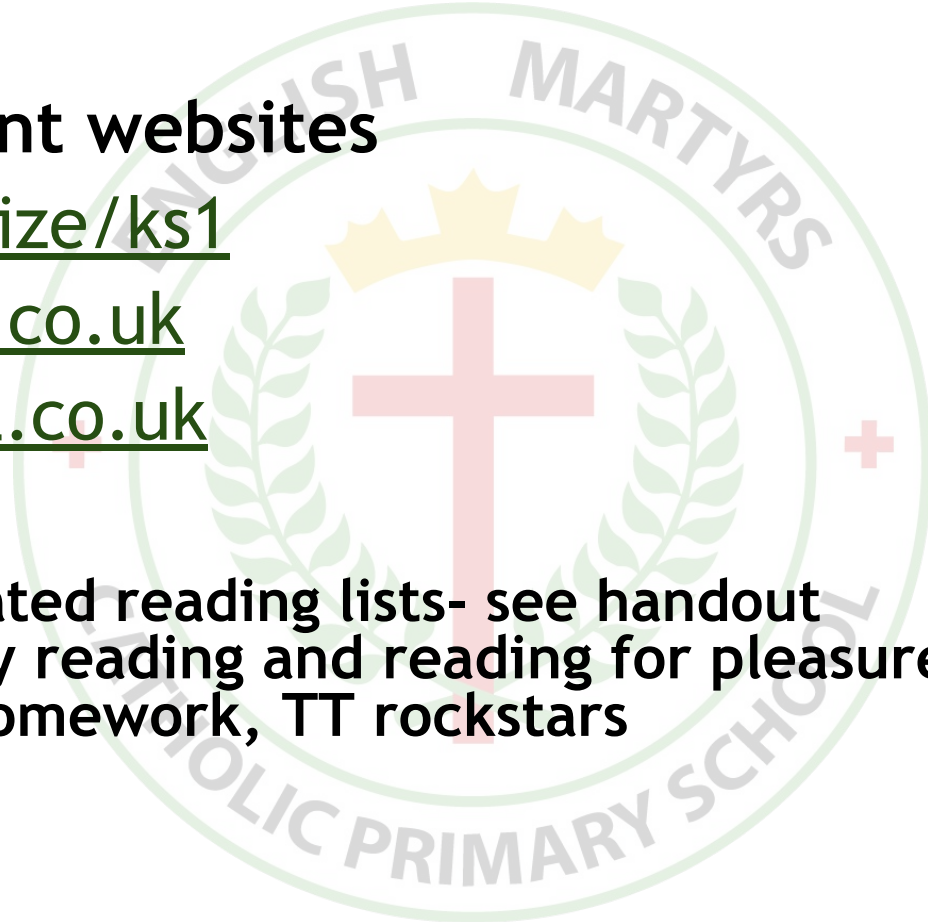 ENGLISH MARTYRS
nt websites
ize/ks1
.co.uk
.co.uk
ated reading lists- see handout
y reading and reading for pleasure
omework, TT rockstars
CATHOLIC PRIMARY SCHOOL